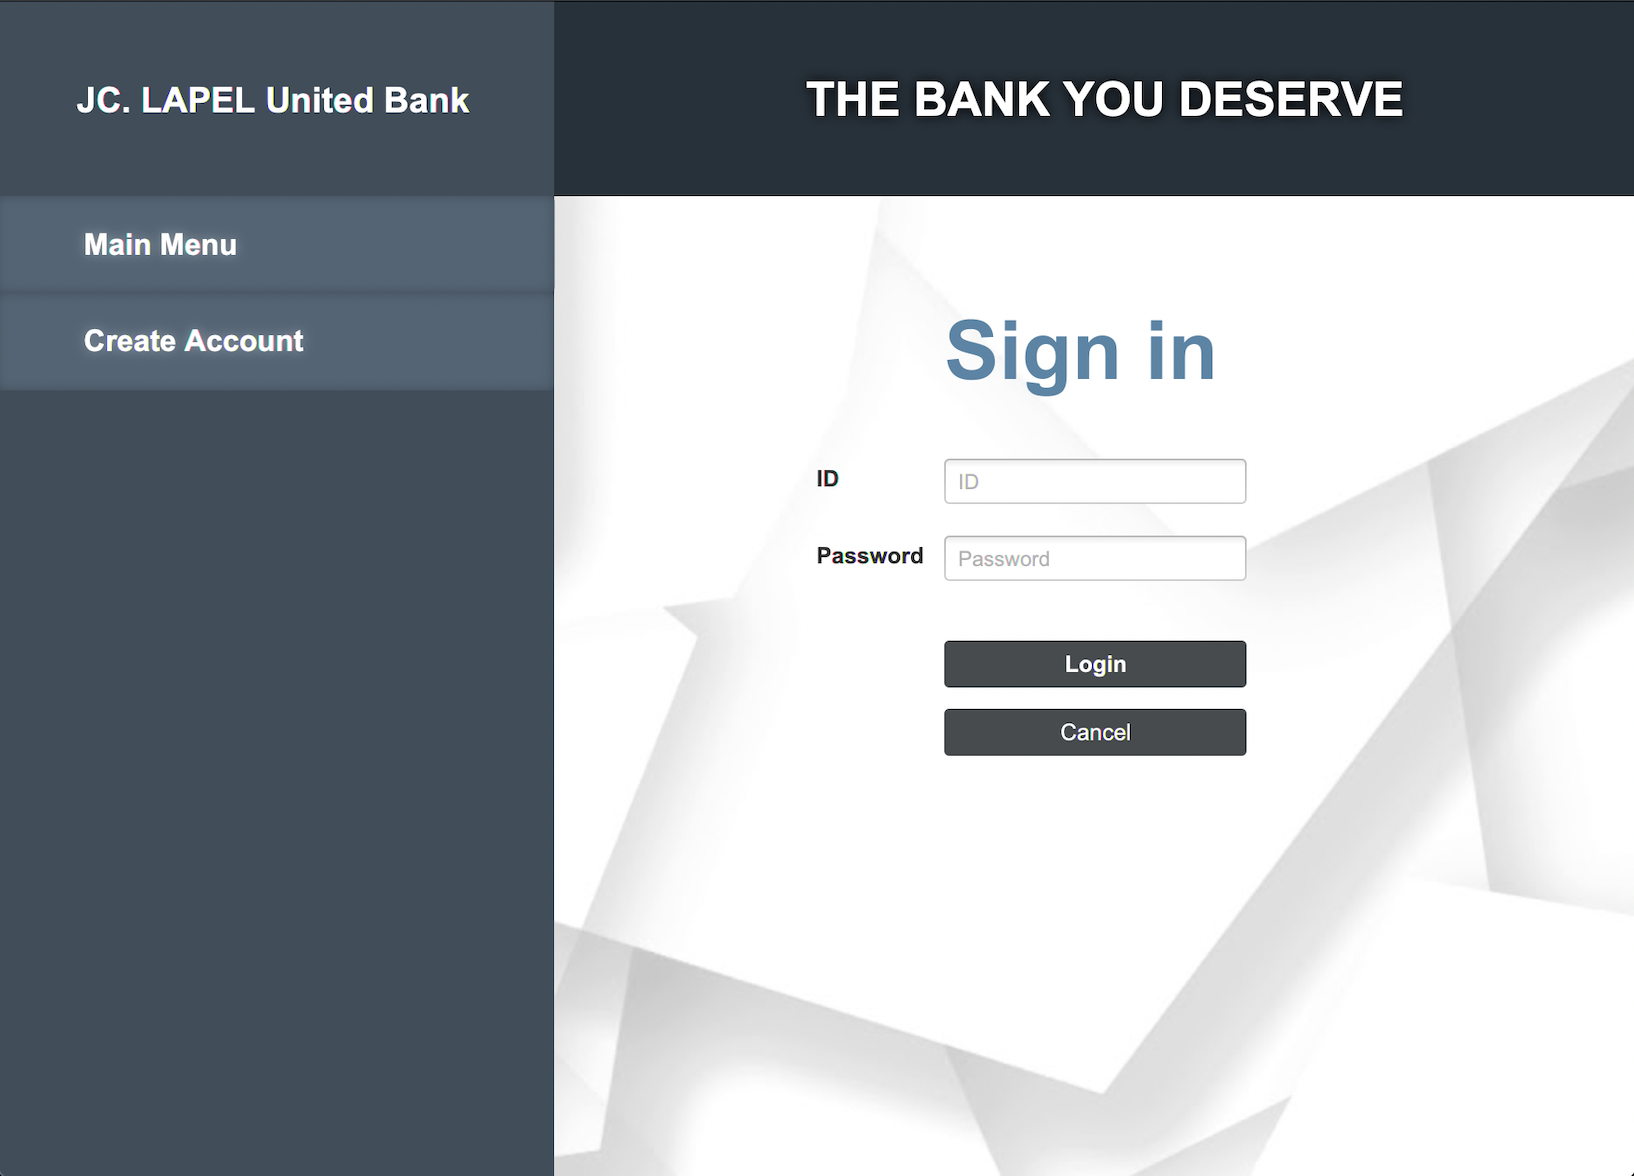 JC. LAPEL United Bank
THE BANK YOU DESERVE
Main Menu
Create Account
Sign in
ID
ID
Password
Password
Login
Cancel